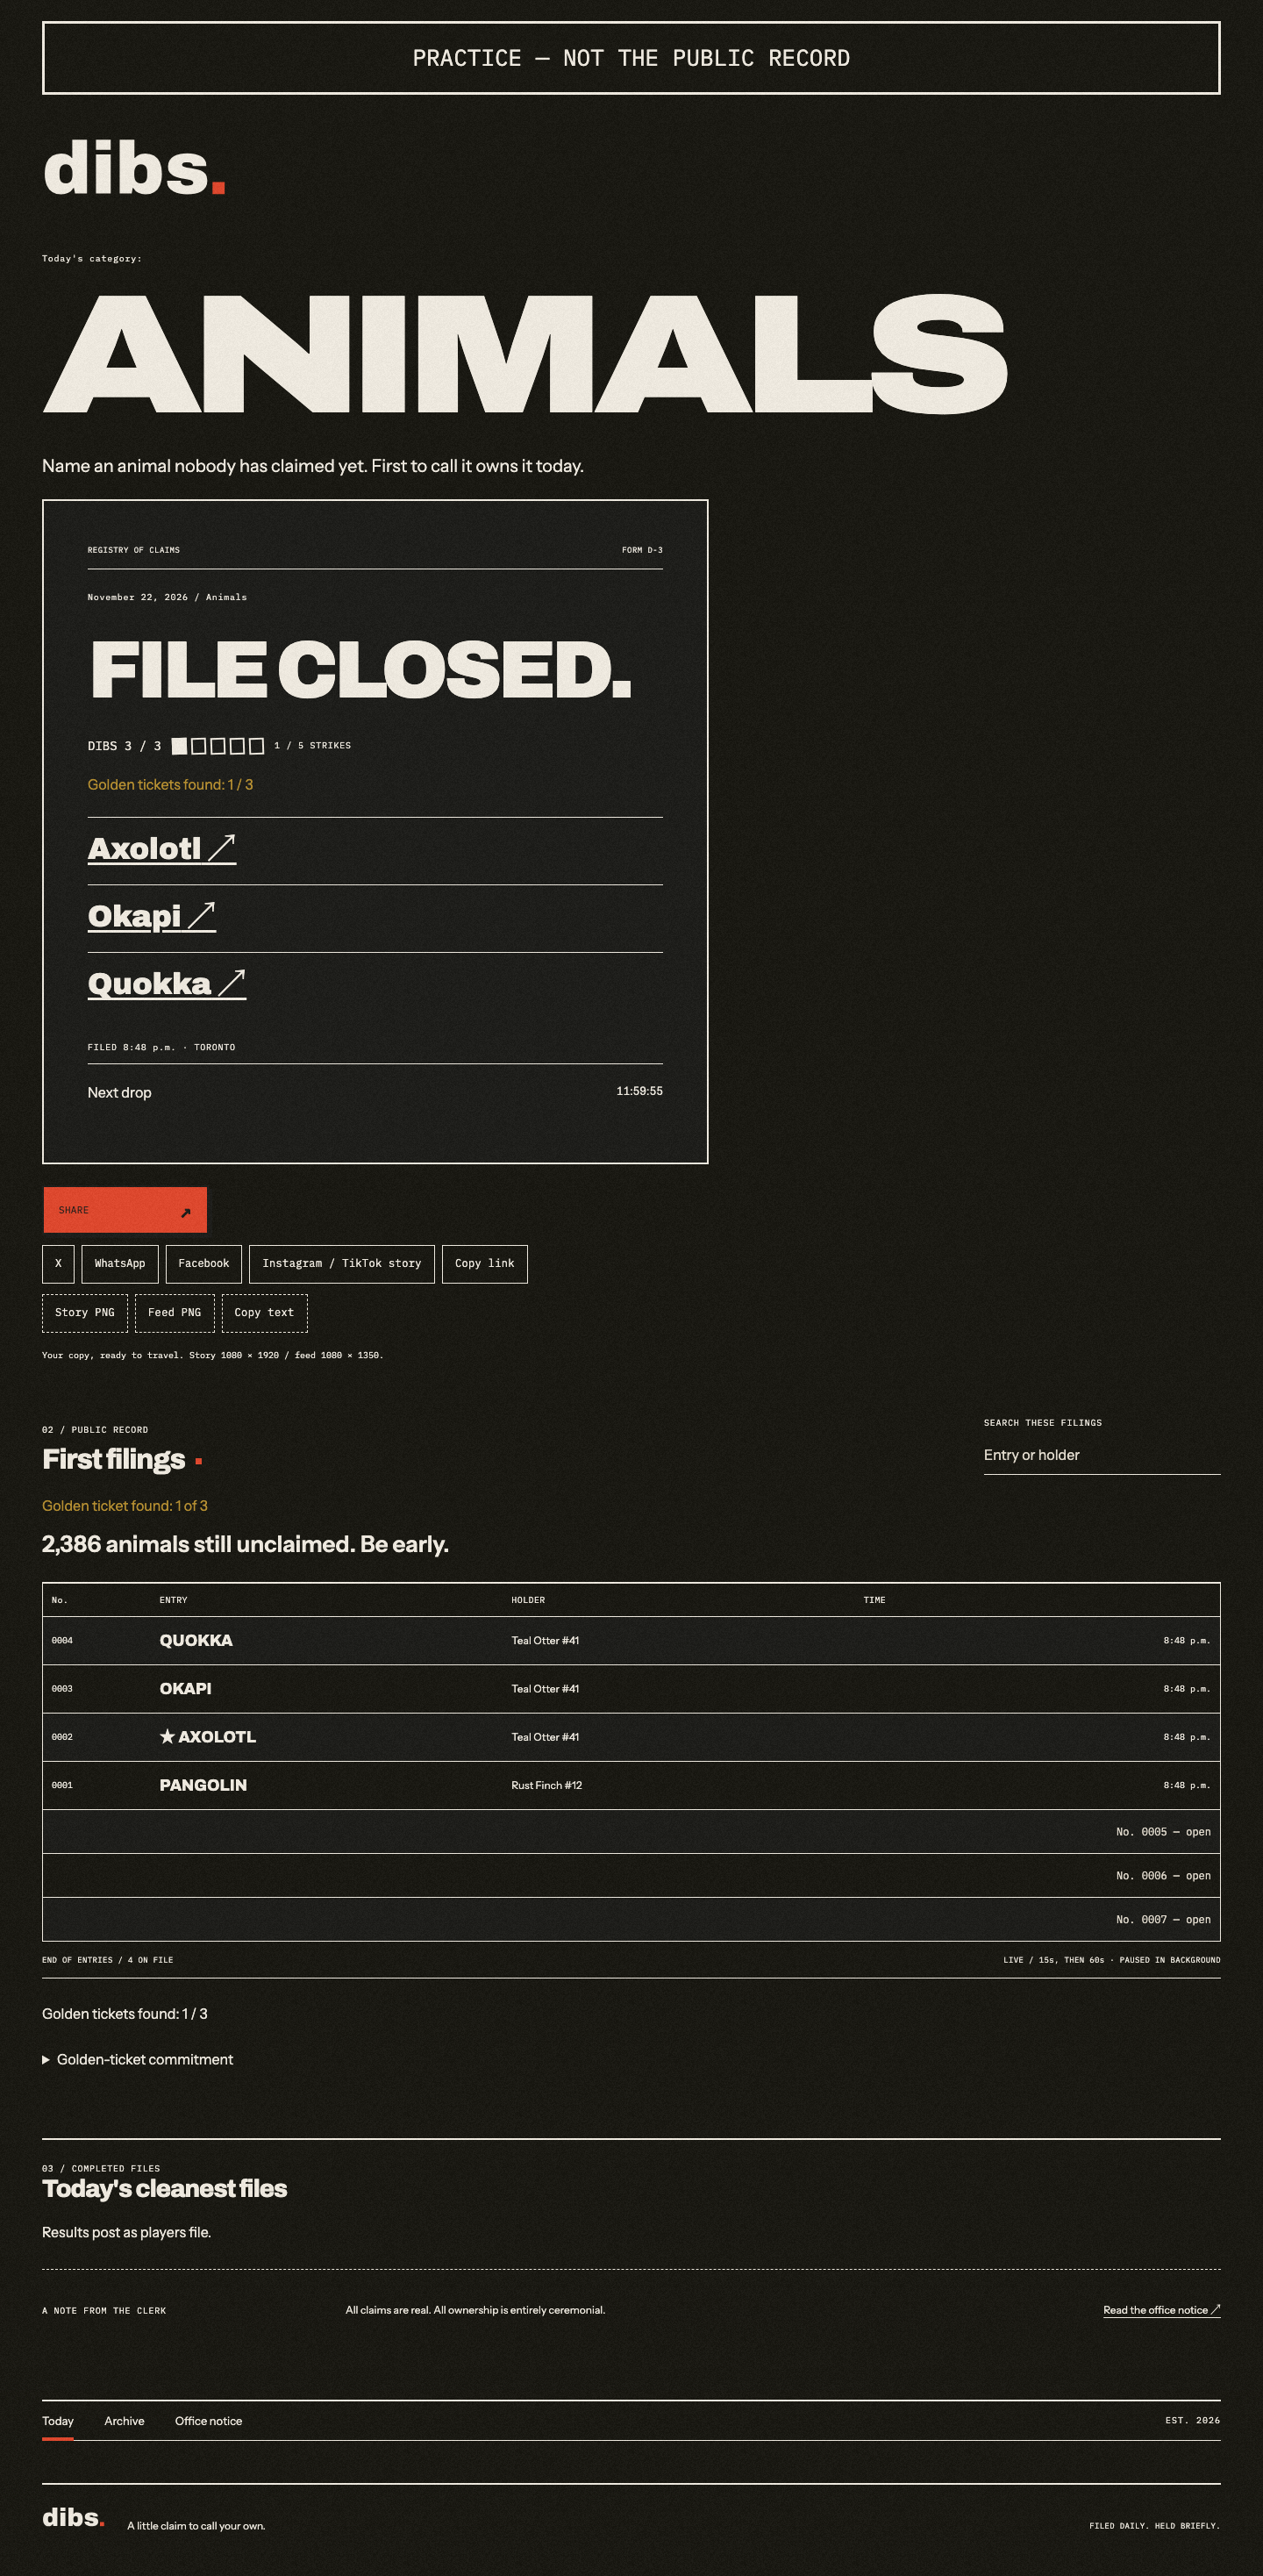 PRACTICE — NOT THE PUBLIC RECORD
dibs.
Today's category:
ANIMALS
Name an animal nobody has claimed yet. First to call it owns it today.
REGISTRY OF CLAIMS FORM D-3
November 22, 2026 / Animals
FILE CLOSED.
DIBS 3 / 3 1 / 5 STRIKES
Golden tickets found: 1 / 3
Axolotl ↗
Okapi ↗
Quokka ↗
FILED 8:48 p.m. · TORONTO
Next drop 11:59:55
SHARE ↗
X WhatsApp Facebook Instagram / TikTok story Copy link
Story PNG Feed PNG Copy text
Your copy, ready to travel. Story 1080 × 1920 / feed 1080 × 1350.
02 / PUBLIC RECORD
First filings
SEARCH THESE FILINGS
Entry or holder
Golden ticket found: 1 of 3
2,386 animals still unclaimed. Be early.
No. ENTRY HOLDER TIME
0004 QUOKKA Teal Otter #41 8:48 p.m.
0003 OKAPI Teal Otter #41 8:48 p.m.
0002 ★ AXOLOTL Teal Otter #41 8:48 p.m.
0001 PANGOLIN Rust Finch #12 8:48 p.m.
No. 0005 — open
No. 0006 — open
No. 0007 — open
END OF ENTRIES / 4 ON FILE LIVE / 15s, THEN 60s · PAUSED IN BACKGROUND
Golden tickets found: 1 / 3
▶ Golden-ticket commitment
03 / COMPLETED FILES
Today's cleanest files
Results post as players file.
A NOTE FROM THE CLERK All claims are real. All ownership is entirely ceremonial. Read the office notice ↗
Today Archive Office notice EST. 2026
dibs. A little claim to call your own. FILED DAILY. HELD BRIEFLY.